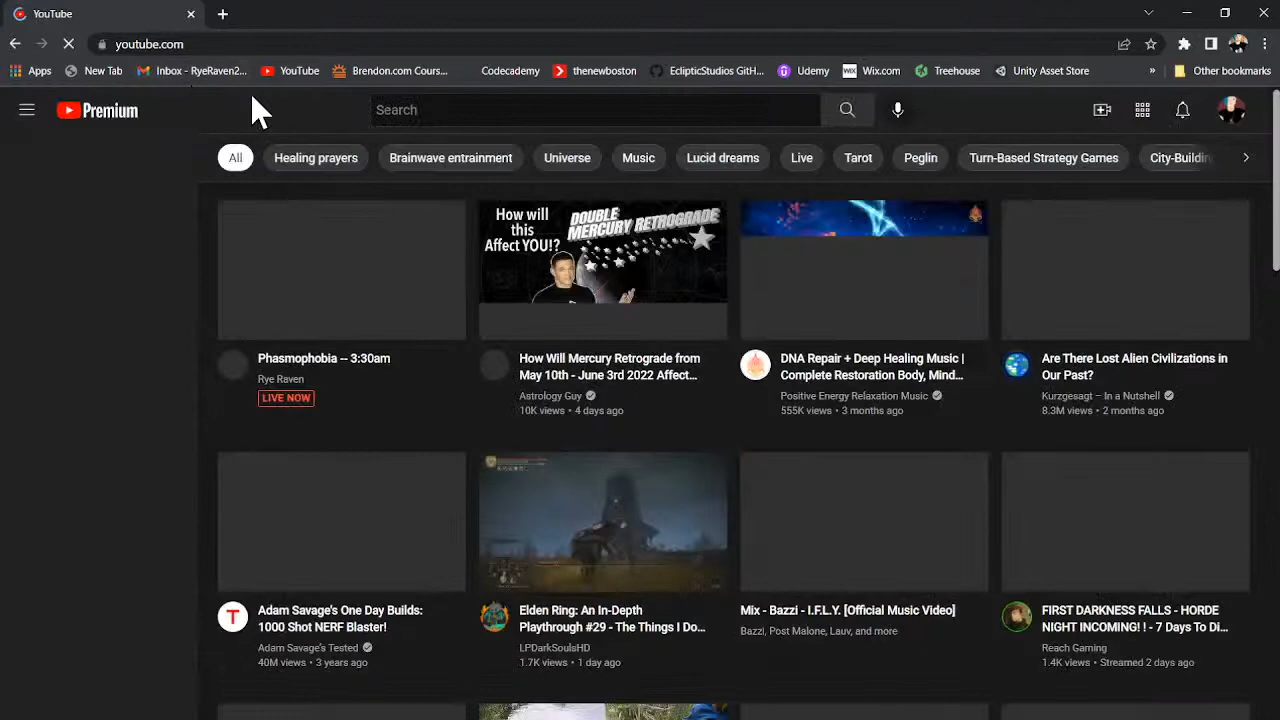 YouTube
youtube.com
Apps
New Tab
Inbox - RyeRaven2...
YouTube
Brendon.com Cours...
Codecademy
thenewboston
EclipticStudios GitH...
Udemy
WIX Wix.com
Treehouse
Unity Asset Store
»
Other bookmarks
Premium
Search
All
Healing prayers
Brainwave entrainment
Universe
Music
Lucid dreams
Live
Tarot
Peglin
Turn-Based Strategy Games
City-Buildin
How will
this
Affect YOU!?
DOUBLE
MERCURY RETROGRADE
Phasmophobia -- 3:30am
Rye Raven
LIVE NOW
How Will Mercury Retrograde from
May 10th - June 3rd 2022 Affect...
Astrology Guy
10K views • 4 days ago
DNA Repair + Deep Healing Music |
Complete Restoration Body, Mind...
Positive Energy Relaxation Music
555K views • 3 months ago
Are There Lost Alien Civilizations in
Our Past?
Kurzgesagt – In a Nutshell
8.3M views • 2 months ago
T
Adam Savage's One Day Builds:
1000 Shot NERF Blaster!
Adam Savage's Tested
40M views • 3 years ago
Elden Ring: An In-Depth
Playthrough #29 - The Things I Do...
LPDarkSoulsHD
1.7K views • 1 day ago
Mix - Bazzi - I.F.L.Y. [Official Music Video]
Bazzi, Post Malone, Lauv, and more
FIRST DARKNESS FALLS - HORDE
NIGHT INCOMING! ! - 7 Days To Di...
Reach Gaming
1.4K views • Streamed 2 days ago